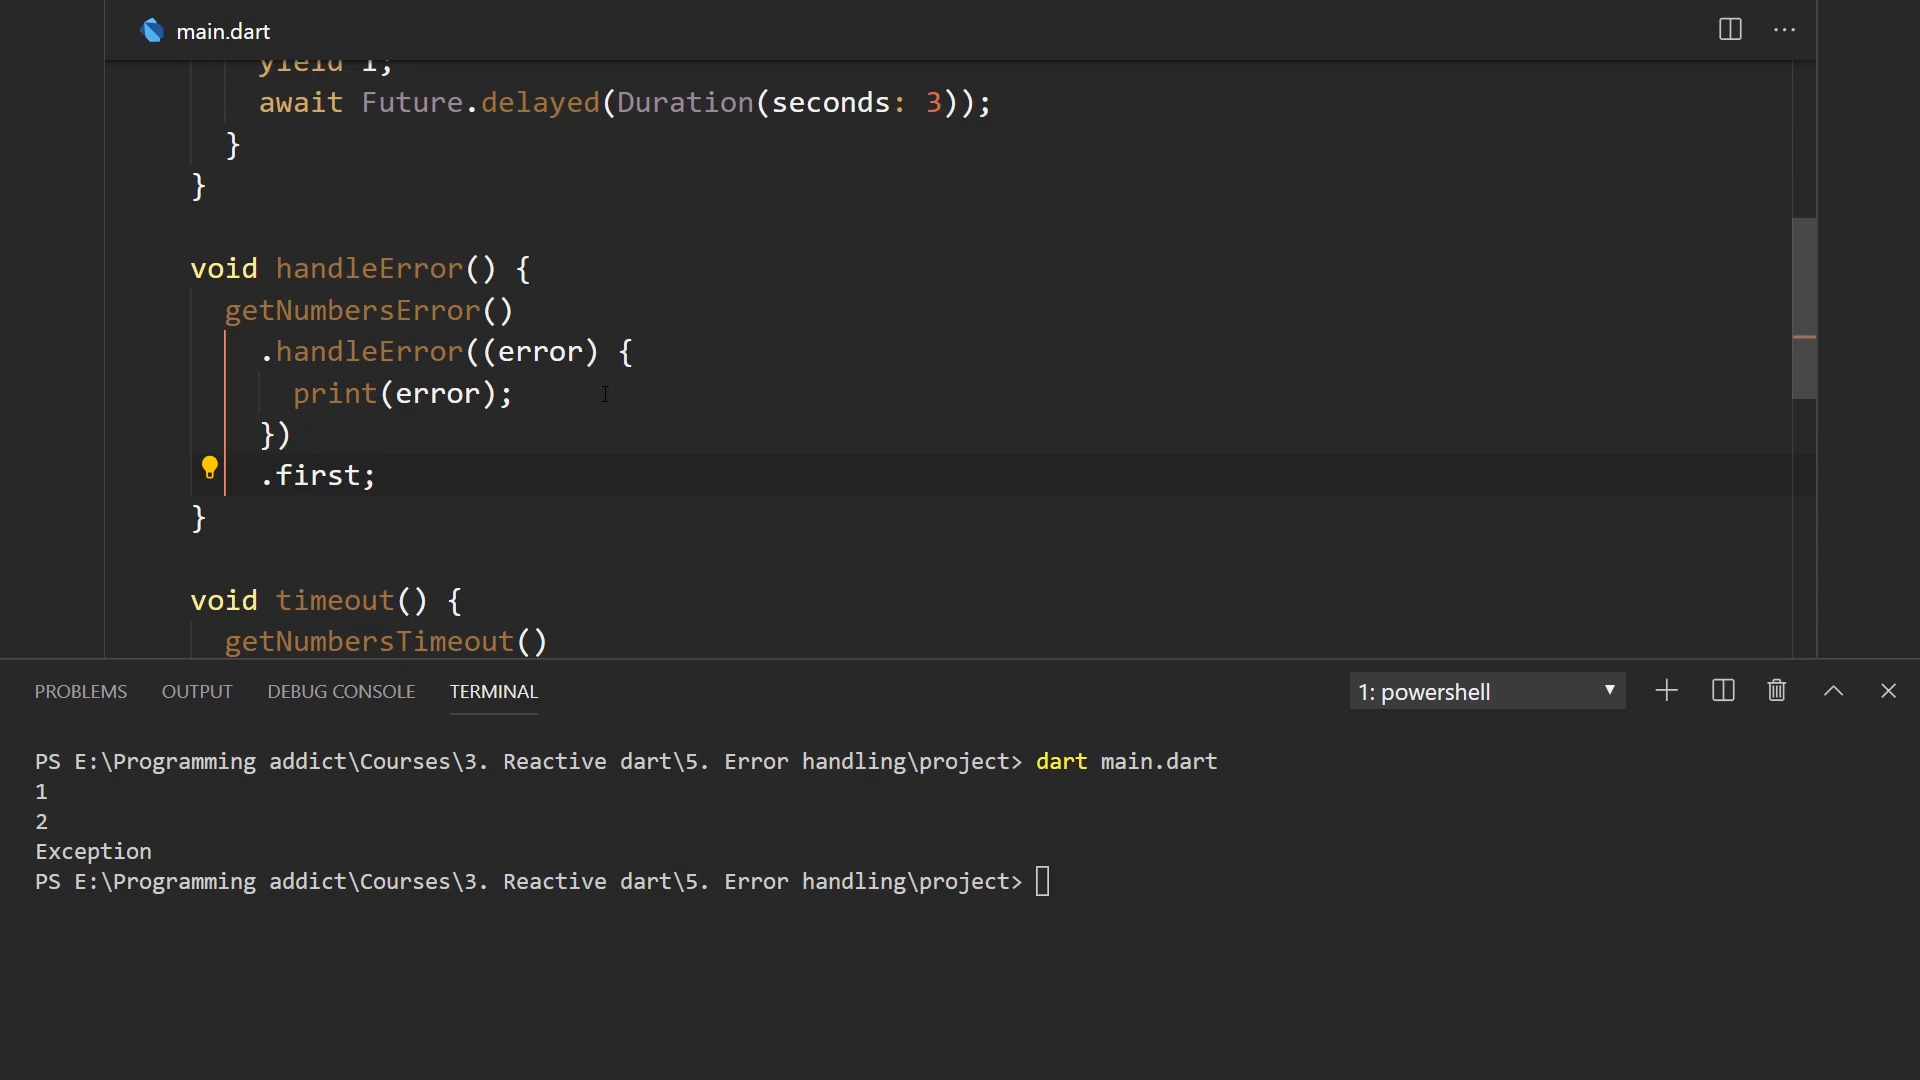 main.dart
yield i;
await Future.delayed(Duration(seconds: 3));
}
}
void handleError() {
getNumbersError()
.handleError((error) {
print(error);
})
.first;
}
void timeout() {
getNumbersTimeout()
PROBLEMS OUTPUT DEBUG CONSOLE TERMINAL 1: powershell
PS E:\Programming addict\Courses\3. Reactive dart\5. Error handling\project> dart main.dart
1
2
Exception
PS E:\Programming addict\Courses\3. Reactive dart\5. Error handling\project>